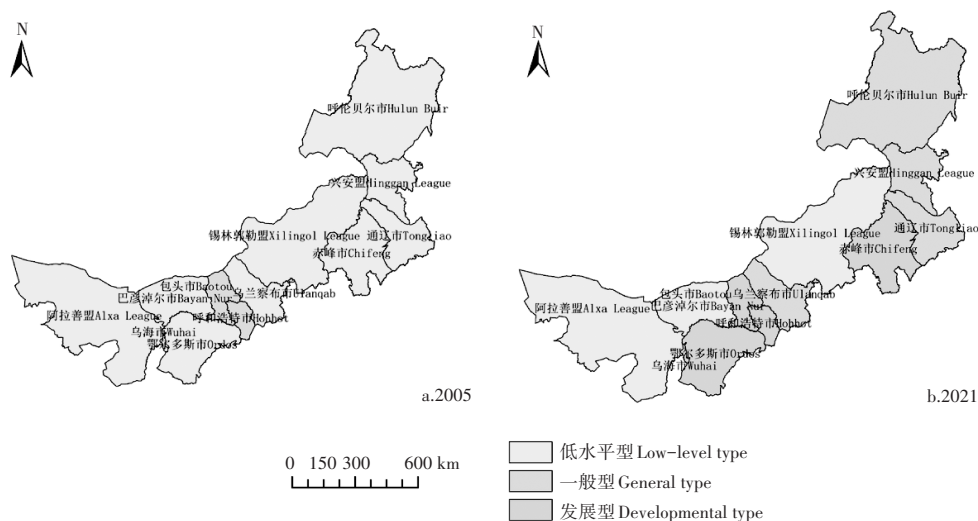 N
呼伦贝尔市Hulun Buir
兴安盟Hinggan League
锡林郭勒盟Xilingol League
通辽市Tongliao
赤峰市Chifeng
包头市Baotou
乌兰察布市Ulanqab
巴彦淖尔市Bayan Nur
阿拉善盟Alxa League
呼和浩特市Hohhot
乌海市Wuhai
鄂尔多斯市Ordos
a.2005
N
呼伦贝尔市Hulun Buir
兴安盟Hinggan League
锡林郭勒盟Xilingol League
通辽市Tongliao
赤峰市Chifeng
包头市Baotou
乌兰察布市Ulanqab
巴彦淖尔市Bayan Nur
阿拉善盟Alxa League
呼和浩特市Hohhot
鄂尔多斯市Ordos
乌海市Wuhai
b.2021
0 150 300 600 km
低水平型 Low-level type
一般型 General type
发展型 Developmental type